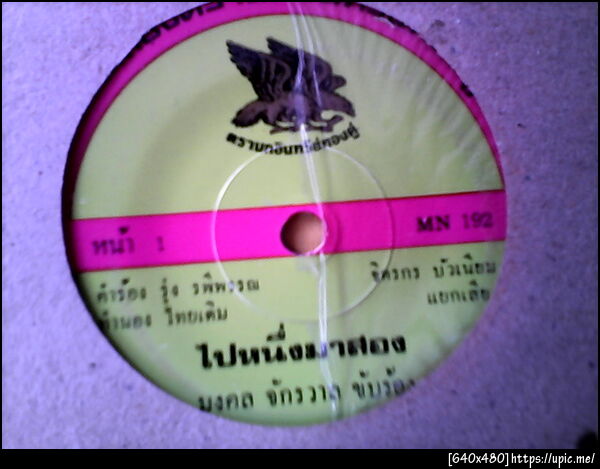 ตรานกอินทรีย์ทองคู่
หน้า 1
MN 192
คำร้อง รุ่ง รพีพรรณ
ทำนอง ไทยเดิม
จิตรกร บัวเนียม
แยกเสีย
ไปหนึ่งมาสอง
มงคล จักรวาล ขับร้อง
[640x480]https://upic.me/